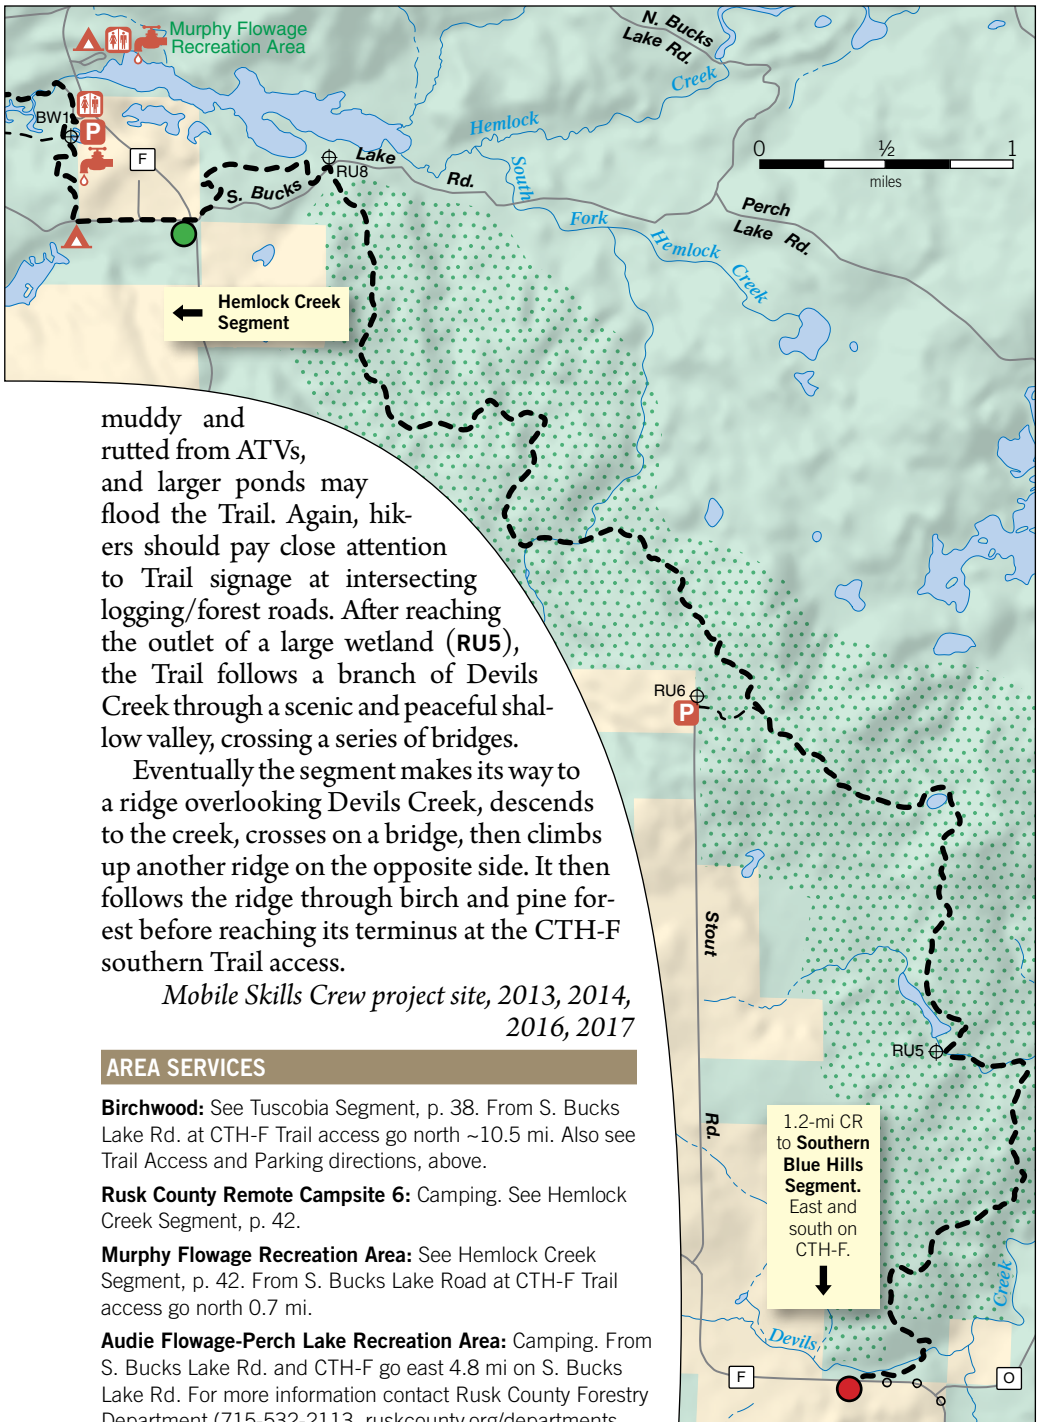 Murphy Flowage
Recreation Area
N. Bucks
Lake Rd.
Creek
Hemlock
BW1
P
F
Lake
Rd.
RU8
S. Bucks
South
Fork
Hemlock
Creek
0 ½ 1
miles
Perch
Lake Rd.
Hemlock Creek
Segment
muddy and
rutted from ATVs,
and larger ponds may
flood the Trail. Again, hik-
ers should pay close attention
to Trail signage at intersecting
logging/forest roads. After reaching
the outlet of a large wetland (RU5),
the Trail follows a branch of Devils
Creek through a scenic and peaceful shal-
low valley, crossing a series of bridges.
Eventually the segment makes its way to
a ridge overlooking Devils Creek, descends
to the creek, crosses on a bridge, then climbs
up another ridge on the opposite side. It then
follows the ridge through birch and pine for-
est before reaching its terminus at the CTH-F
southern Trail access.
Mobile Skills Crew project site, 2013, 2014,
2016, 2017
AREA SERVICES
Birchwood: See Tuscobia Segment, p. 38. From S. Bucks
Lake Rd. at CTH-F Trail access go north ~10.5 mi. Also see
Trail Access and Parking directions, above.
Rusk County Remote Campsite 6: Camping. See Hemlock
Creek Segment, p. 42.
Murphy Flowage Recreation Area: See Hemlock Creek
Segment, p. 42. From S. Bucks Lake Road at CTH-F Trail
access go north 0.7 mi.
Audie Flowage-Perch Lake Recreation Area: Camping. From
S. Bucks Lake Rd. and CTH-F go east 4.8 mi on S. Bucks
Lake Rd. For more information contact Rusk County Forestry
Department (715-532-2113, ruskcounty.org/departments
RU6
P
Stout
Rd.
RU5
1.2-mi CR
to Southern
Blue Hills
Segment.
East and
south on
CTH-F.
Creek
Devils
F
O